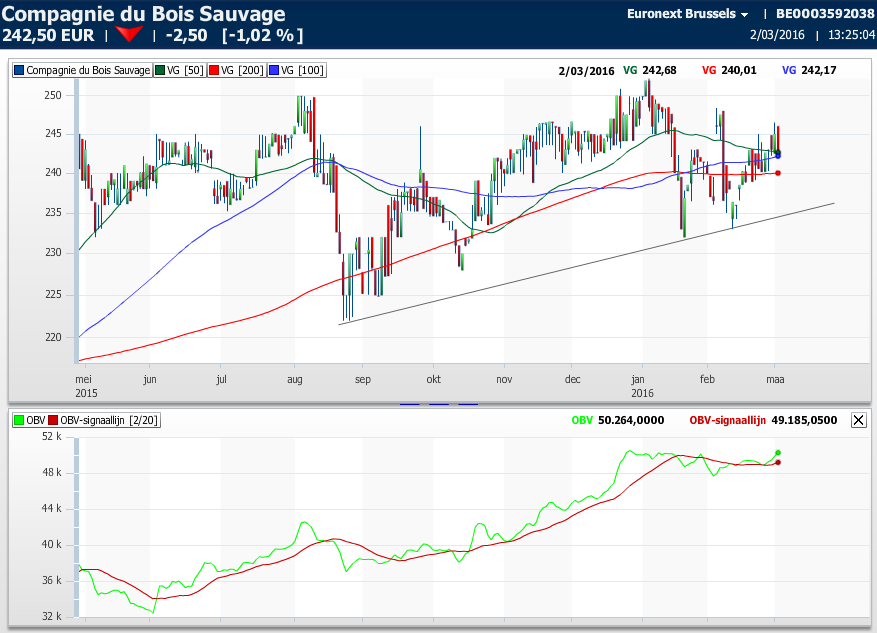 Compagnie du Bois Sauvage
Euronext Brussels | BE0003592038
242,50 EUR | | -2,50 [-1,02 %]
2/03/2016 | 13:25:04
Compagnie du Bois Sauvage VG [50] VG [200] VG [100]
2/03/2016 VG 242,68 VG 240,01 VG 242,17
250
245
240
235
230
225
220
mei jun jul aug sep okt nov dec jan feb maa
2015 2016
OBV OBV-signaallijn [2/20]
OBV 50.264,0000 OBV-signaallijn 49.185,0500
52 k
48 k
44 k
40 k
36 k
32 k